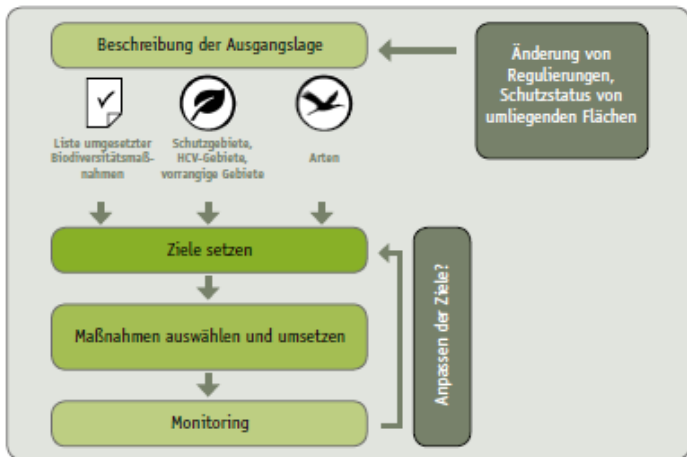 Beschreibung der Ausgangslage
Änderung von
Regulierungen,
Schutzstatus von
umliegenden Flächen
Liste umgesetzter
Biodiversitätsmaß-
nahmen
Schutzgebiete,
HCV-Gebiete,
vorrangige Gebiete
Arten
Ziele setzen
Maßnahmen auswählen und umsetzen
Monitoring
Anpassen der Ziele?